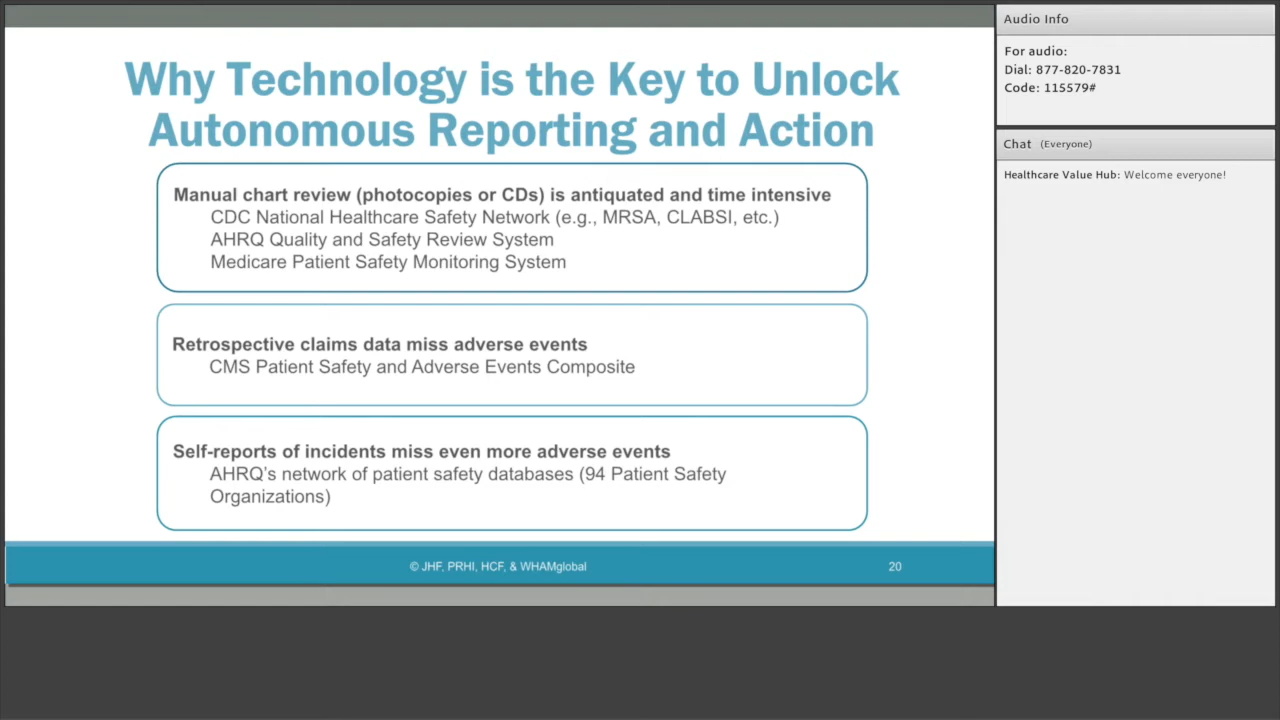 Why Technology is the Key to Unlock
Autonomous Reporting and Action
Manual chart review (photocopies or CDs) is antiquated and time intensive
CDC National Healthcare Safety Network (e.g., MRSA, CLABSI, etc.)
AHRQ Quality and Safety Review System
Medicare Patient Safety Monitoring System
Retrospective claims data miss adverse events
CMS Patient Safety and Adverse Events Composite
Self-reports of incidents miss even more adverse events
AHRQ’s network of patient safety databases (94 Patient Safety
Organizations)
© JHF, PRHI, HCF, & WHAMglobal
20
Audio Info
For audio:
Dial: 877-820-7831
Code: 115579#
Chat (Everyone)
Healthcare Value Hub: Welcome everyone!